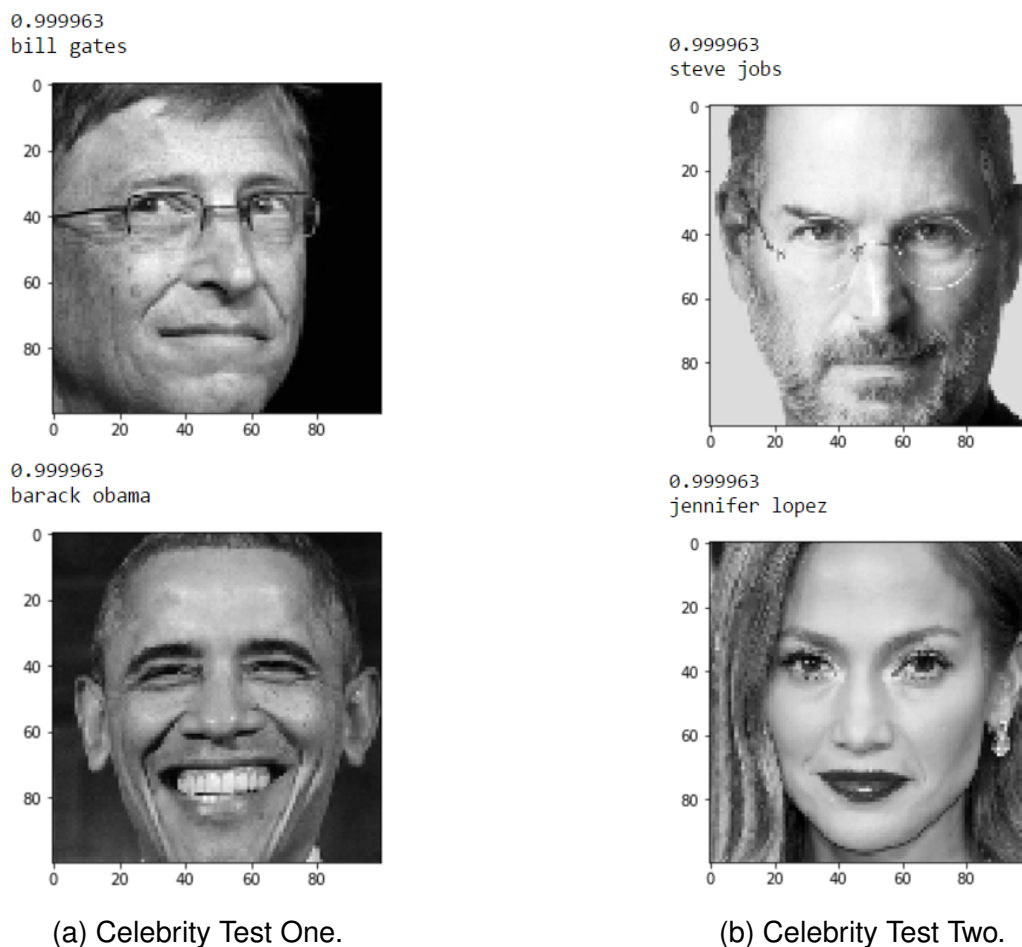 0.999963
bill gates
0
20
40
60
80
0 20 40 60 80
0.999963
barack obama
0
20
40
60
80
0 20 40 60 80
(a) Celebrity Test One.
0.999963
steve jobs
0
20
40
60
80
0 20 40 60 80
0.999963
jennifer lopez
0
20
40
60
80
0 20 40 60 80
(b) Celebrity Test Two.